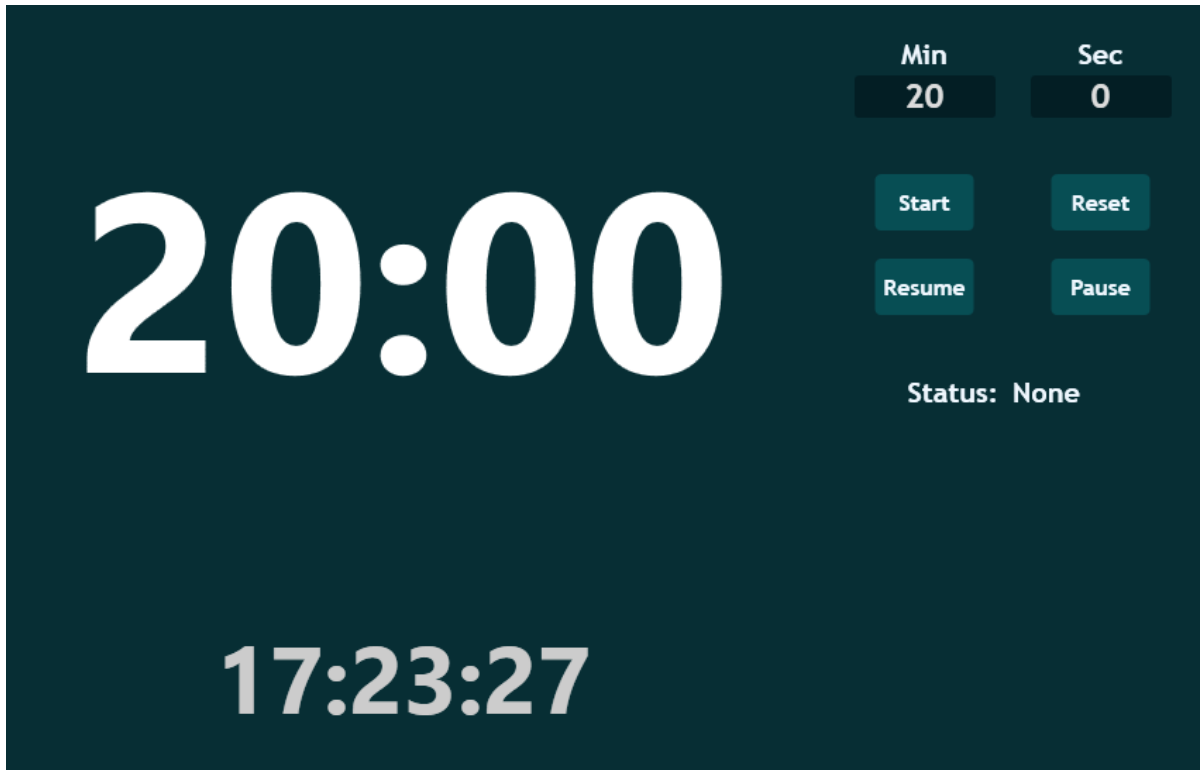 Min Sec
20 0
20:00
Start Reset
Resume Pause
Status: None
17:23:27